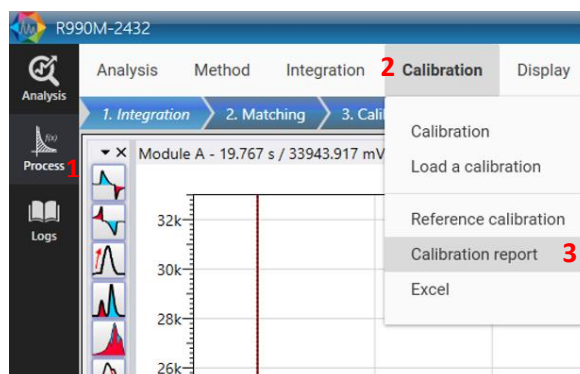 R990M-2432
Analysis
Process 1
Logs
Analysis Method Integration 2 Calibration Display
1. Integration 2. Matching 3. Cali
Module A - 19.767 s / 33943.917 mV
32k
30k
28k
26k
Calibration
Load a calibration
Reference calibration
Calibration report 3
Excel